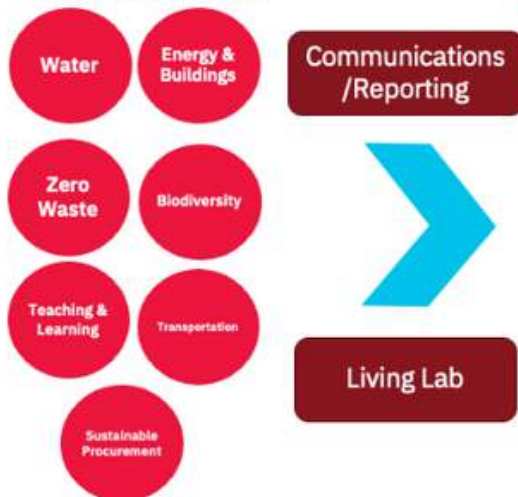 Water
Energy &
Buildings
Communications
/Reporting
Zero
Waste
Biodiversity
Teaching &
Learning
Transportation
Living Lab
Sustainable
Procurement